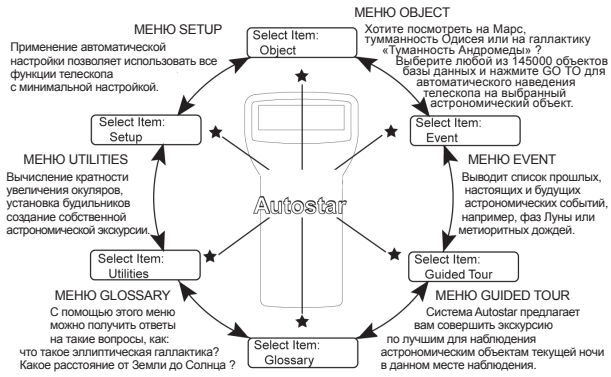 МЕНЮ OBJECT
Хотите посмотреть на Марс,
тумманность Одисея или на галлактику
«Туманность Андромеды» ?
Выберите любой из 145000 объектов
базы данных и нажмите GO TO для
автоматического наведения
телескопа на выбранный
астрономический объект.
МЕНЮ SETUP
Применение автоматической
настройки позволяет использовать все
функции телескопа
с минимальной настройкой.
Select Item:
Object
Select Item:
Setup
Select Item:
Event
МЕНЮ UTILITIES
Вычисление кратности
увеличения окуляров,
установка будильников
создание собственной
астрономической экскурсии.
Autostar
МЕНЮ EVENT
Выводит список прошлых,
настоящих и будущих
астрономических событий,
например, фаз Луны или
метиоритных дождей.
Select Item:
Utilities
Select Item:
Guided Tour
МЕНЮ GLOSSARY
С помощью этого меню
можно получить ответы
на такие вопросы, как:
что такое эллиптическая галлактика?
Какое расстояние от Земли до Солнца ?
Select Item:
Glossary
МЕНЮ GUIDED TOUR
Система Autostar предлагает
вам совершить экскурсию
по лучшим для наблюдения
астрономическим объектам текущей ночи
в данном месте наблюдения.